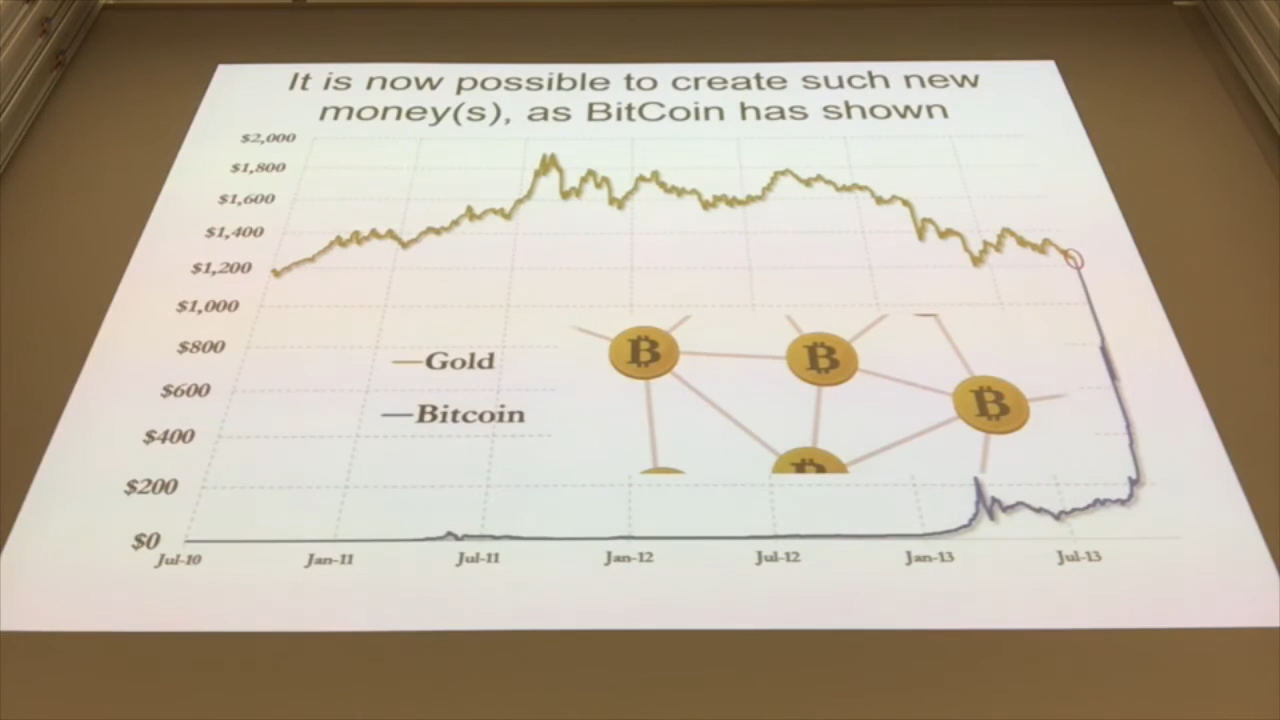 It is now possible to create such new
money(s), as BitCoin has shown
$2,000
$1,800
$1,600
$1,400
$1,200
$1,000
$800
$600
$400
$200
$0
Gold
Bitcoin
Jul-10 Jan-11 Jul-11 Jan-12 Jul-12 Jan-13 Jul-13